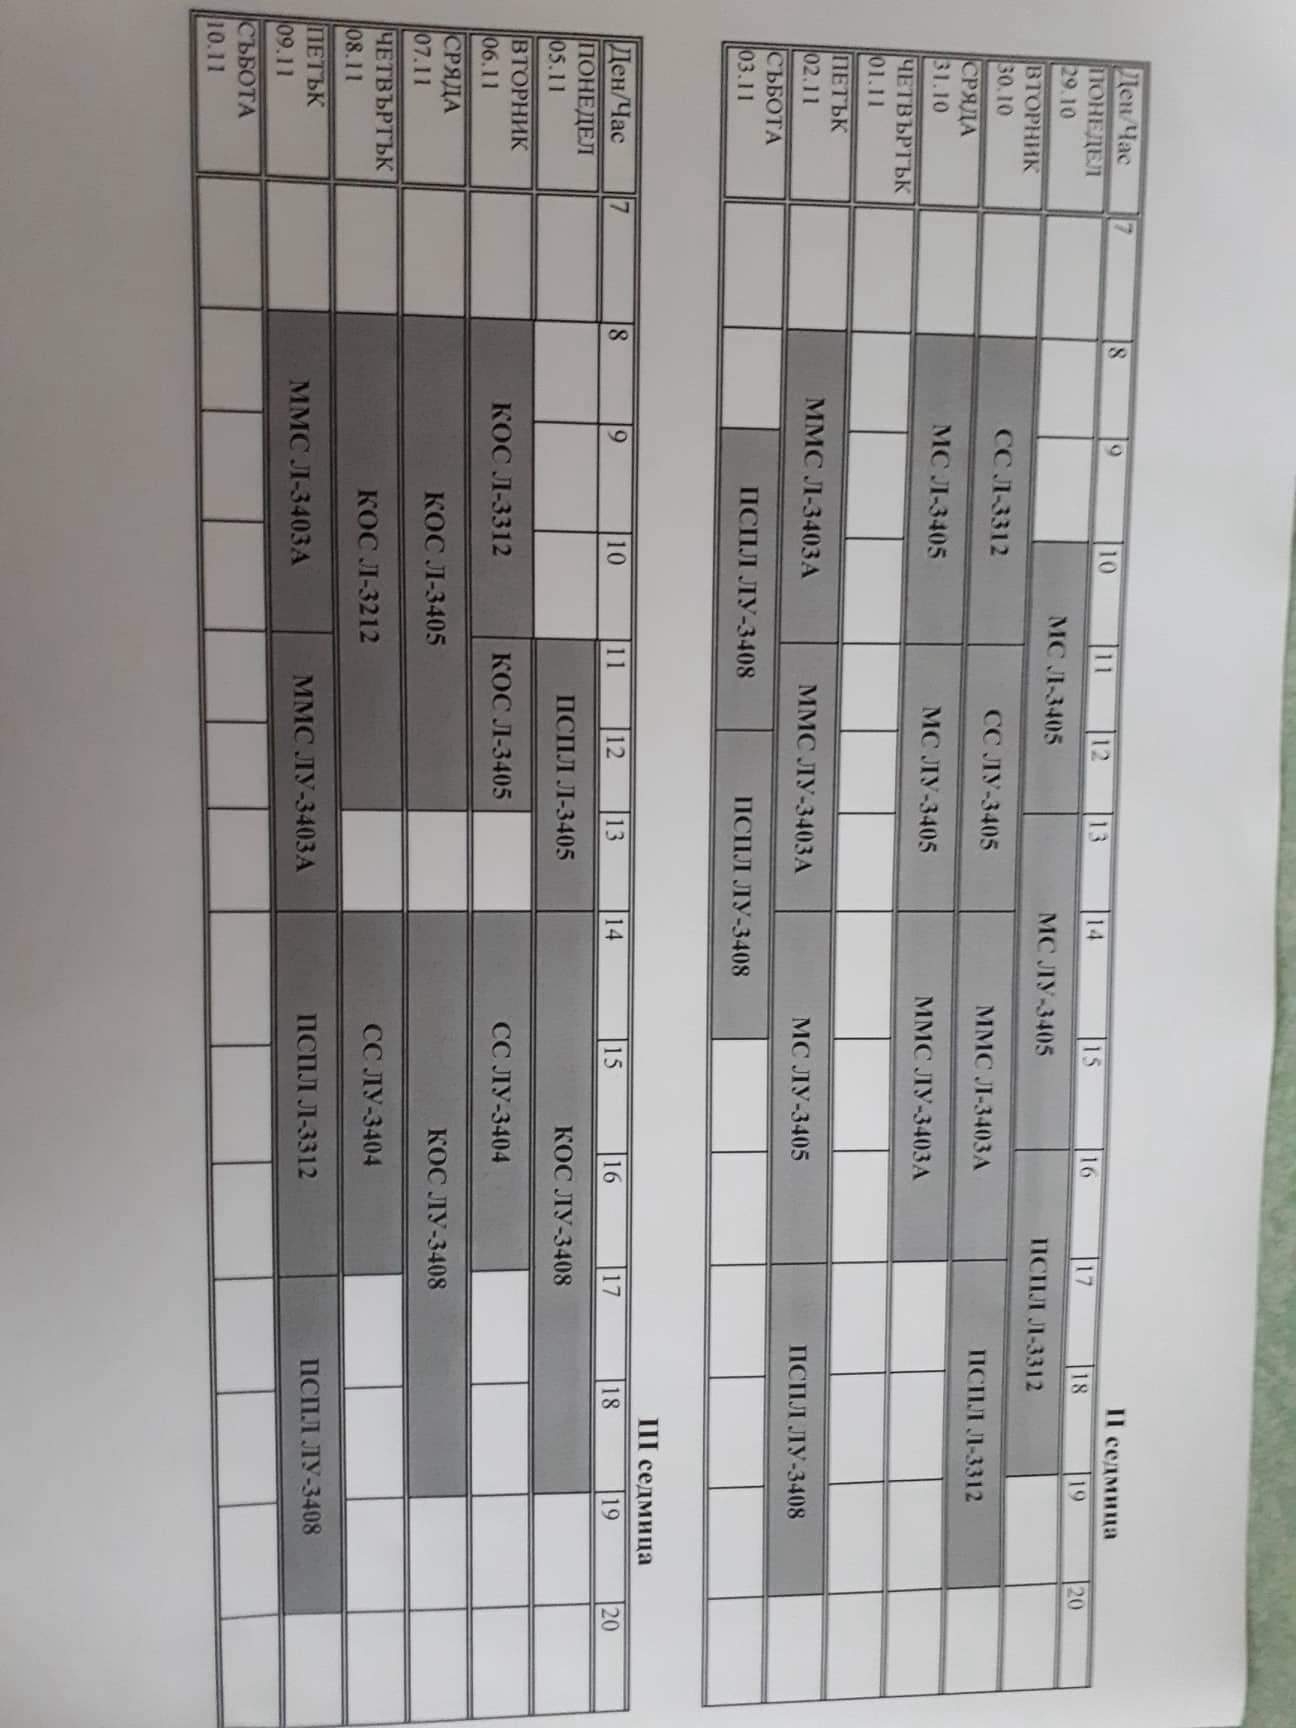 II седмица
Ден/Час 7 8 9 10 11 12 13 14 15 16 17 18 19 20
ПОНЕДЕЛ
29.10
МС Л-3405 МС ЛУ-3405 ПСПЛ Л-3312
ВТОРНИК
30.10
СС Л-3312 СС ЛУ-3405 ММС Л-3403А ПСПЛ Л-3312
СРЯДА
31.10
МС Л-3405 МС ЛУ-3405 ММС ЛУ-3403А
ЧЕТВЪРТЪК
01.11
ПЕТЪК
02.11
ММС Л-3403А ММС ЛУ-3403А МС ЛУ-3405 ПСПЛ ЛУ-3408
СЪБОТА
03.11
ПСПЛ ЛУ-3408 ПСПЛ ЛУ-3408
III седмица
Ден/Час 7 8 9 10 11 12 13 14 15 16 17 18 19 20
ПОНЕДЕЛ
05.11
ПСПЛ Л-3405 КОС ЛУ-3408
ВТОРНИК
06.11
КОС Л-3312 КОС Л-3405 СС ЛУ-3404
СРЯДА
07.11
КОС Л-3405 КОС ЛУ-3408
ЧЕТВЪРТЪК
08.11
КОС Л-3212 СС ЛУ-3404
ПЕТЪК
09.11
ММС Л-3403А ММС ЛУ-3403А ПСПЛ Л-3312 ПСПЛ ЛУ-3408
СЪБОТА
10.11